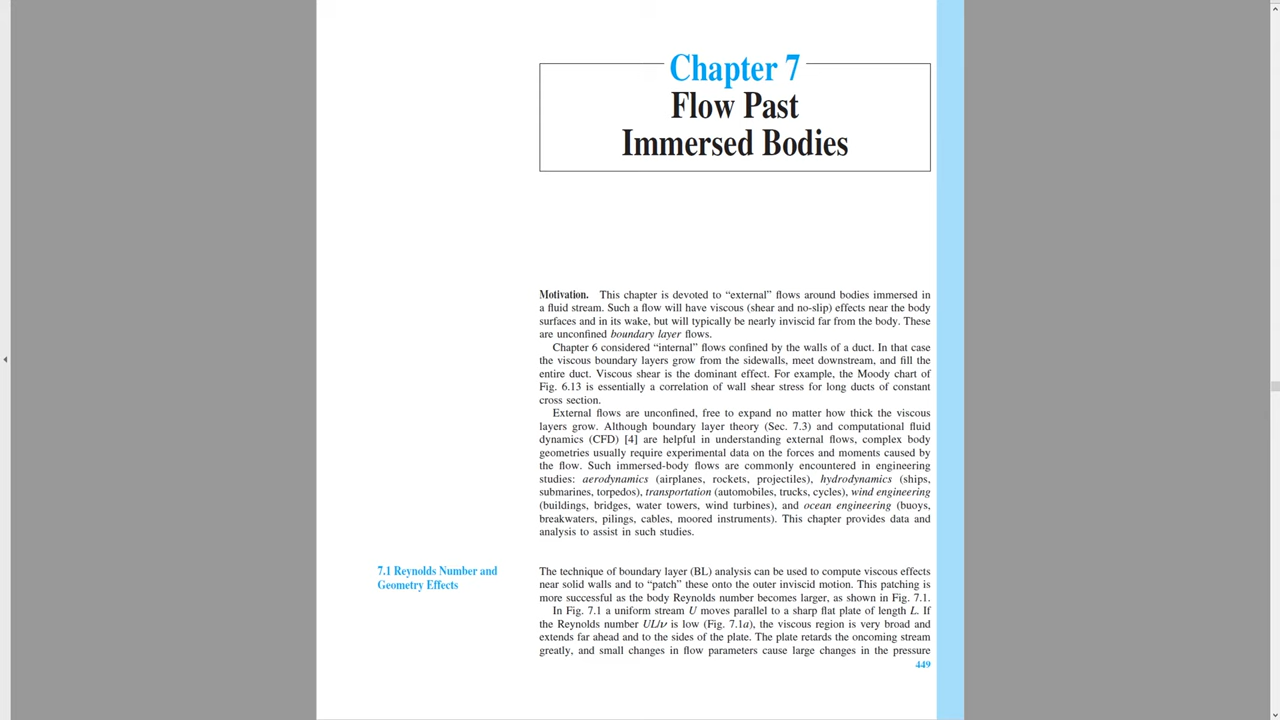 Chapter 7
Flow Past
Immersed Bodies
Motivation. This chapter is devoted to “external” flows around bodies immersed in
a fluid stream. Such a flow will have viscous (shear and no-slip) effects near the body
surfaces and in its wake, but will typically be nearly inviscid far from the body. These
are unconfined boundary layer flows.
Chapter 6 considered “internal” flows confined by the walls of a duct. In that case
the viscous boundary layers grow from the sidewalls, meet downstream, and fill the
entire duct. Viscous shear is the dominant effect. For example, the Moody chart of
Fig. 6.13 is essentially a correlation of wall shear stress for long ducts of constant
cross section.
External flows are unconfined, free to expand no matter how thick the viscous
layers grow. Although boundary layer theory (Sec. 7.3) and computational fluid
dynamics (CFD) [4] are helpful in understanding external flows, complex body
geometries usually require experimental data on the forces and moments caused by
the flow. Such immersed-body flows are commonly encountered in engineering
studies: aerodynamics (airplanes, rockets, projectiles), hydrodynamics (ships,
submarines, torpedos), transportation (automobiles, trucks, cycles), wind engineering
(buildings, bridges, water towers, wind turbines), and ocean engineering (buoys,
breakwaters, pilings, cables, moored instruments). This chapter provides data and
analysis to assist in such studies.
7.1 Reynolds Number and
Geometry Effects
The technique of boundary layer (BL) analysis can be used to compute viscous effects
near solid walls and to “patch” these onto the outer inviscid motion. This patching is
more successful as the body Reynolds number becomes larger, as shown in Fig. 7.1.
In Fig. 7.1 a uniform stream U moves parallel to a sharp flat plate of length L. If
the Reynolds number UL/ν is low (Fig. 7.1a), the viscous region is very broad and
extends far ahead and to the sides of the plate. The plate retards the oncoming stream
greatly, and small changes in flow parameters cause large changes in the pressure
449